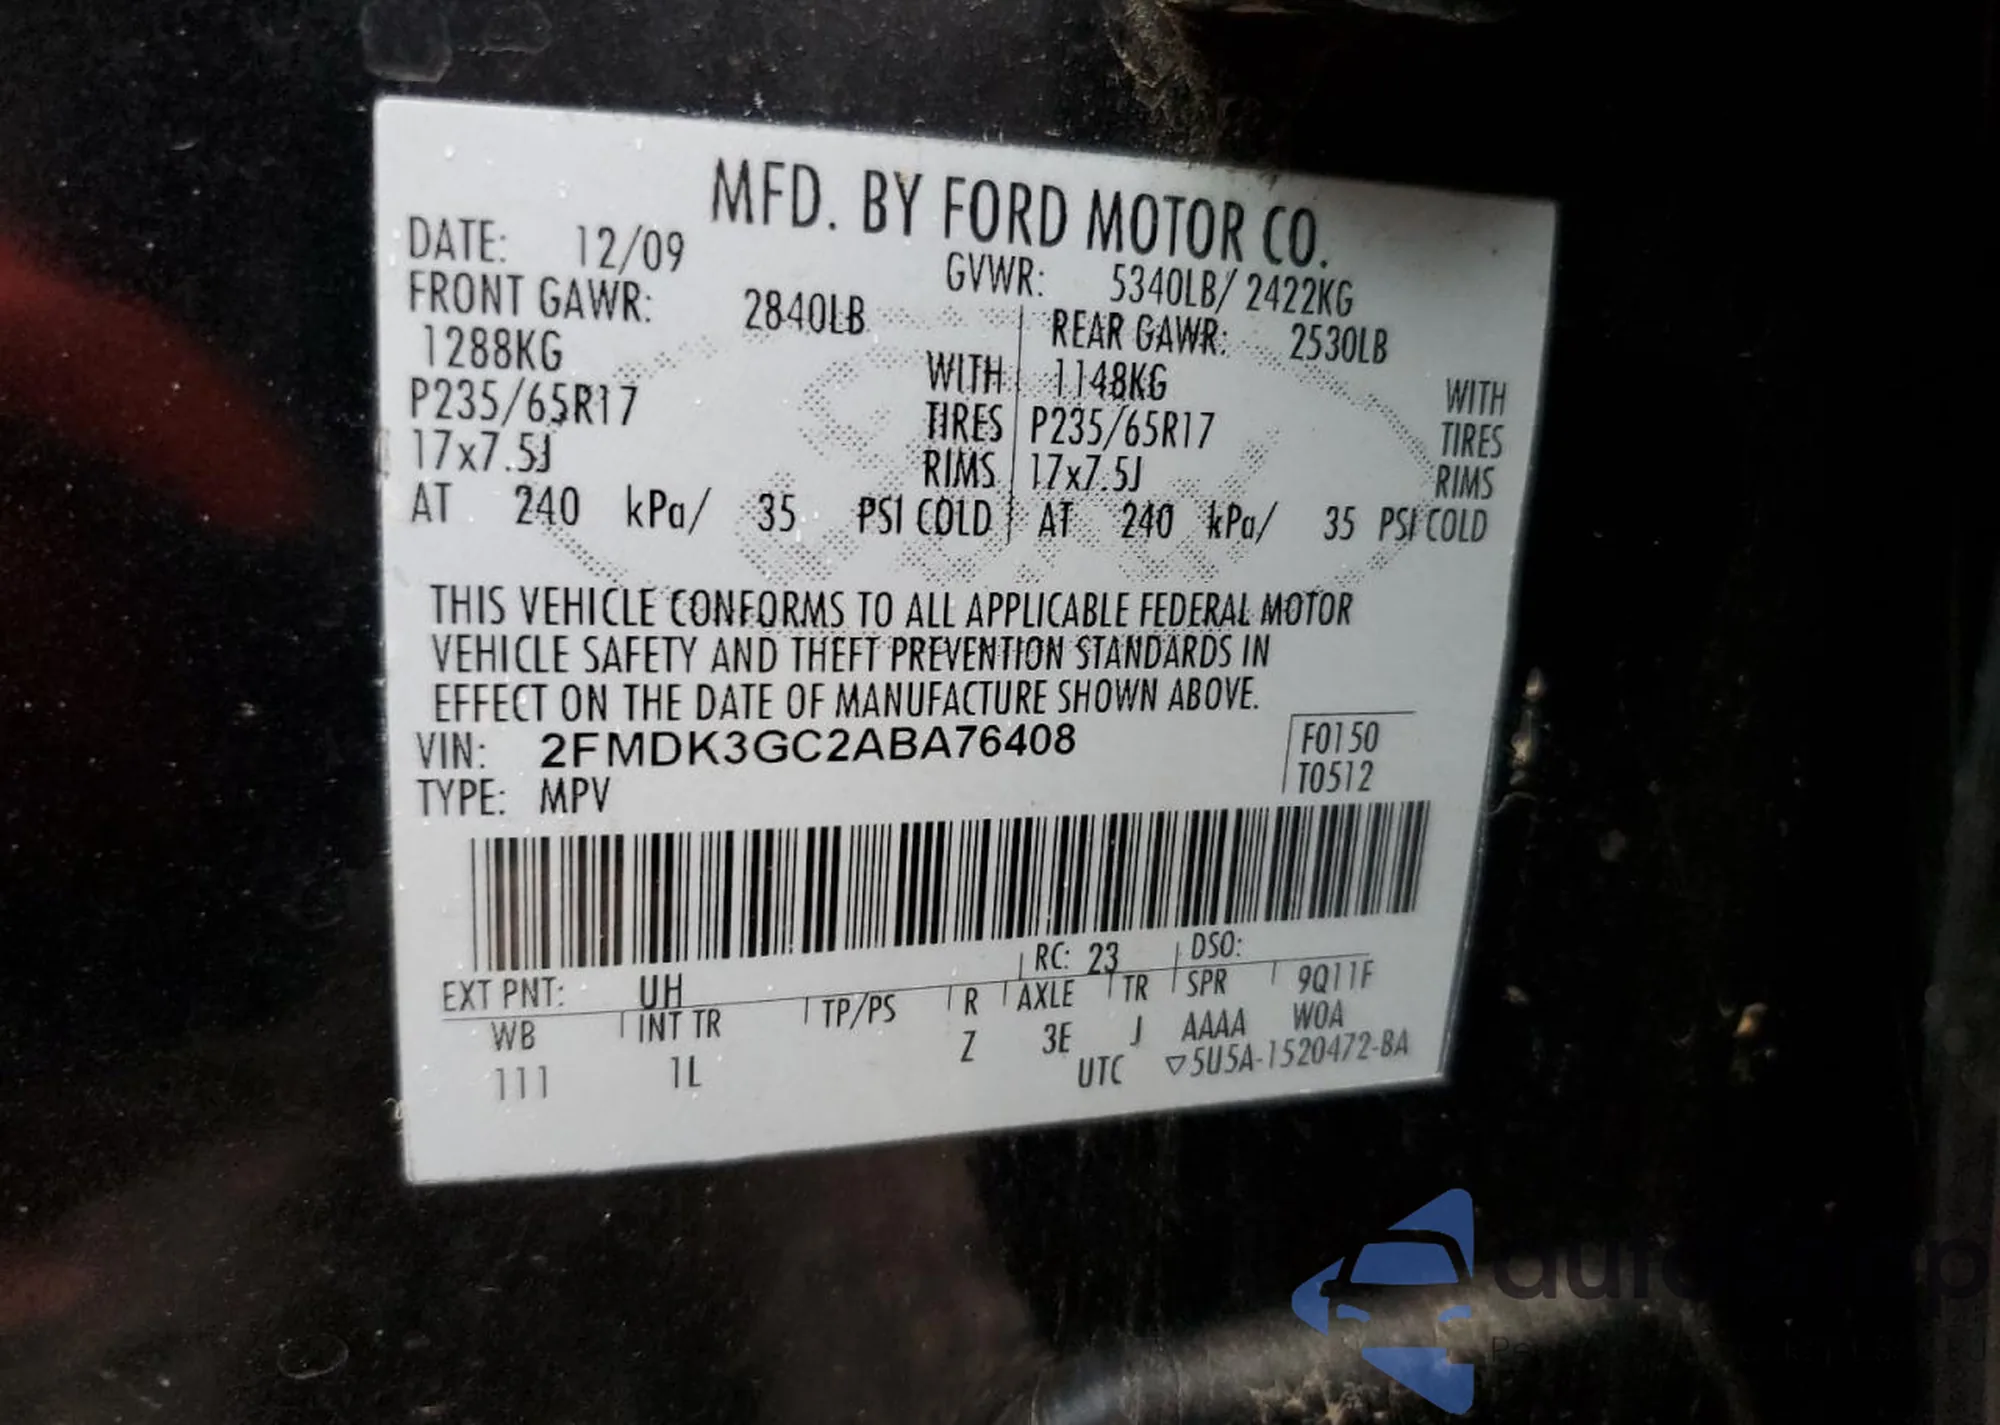 MFD. BY FORD MOTOR CO.
DATE: 12/09 GVWR: 5340LB/ 2422KG
FRONT GAWR: 2840LB REAR GAWR: 2530LB
1288KG WITH 1148KG WITH
P235/65R17 TIRES P235/65R17 TIRES
17x7.5J RIMS 17x7.5J RIMS
AT 240 kPa/ 35 PSI COLD AT 240 kPa/ 35 PSI COLD
THIS VEHICLE CONFORMS TO ALL APPLICABLE FEDERAL MOTOR
VEHICLE SAFETY AND THEFT PREVENTION STANDARDS IN
EFFECT ON THE DATE OF MANUFACTURE SHOWN ABOVE.
VIN: 2FMDK3GC2ABA76408 F0150
TYPE: MPV T0512
EXT PNT: UH RC: 23 DSO:
WB INT TR TP/PS R AXLE TR SPR 9Q11F
111 1L Z 3E J AAAA W0A
UTC ▽5U5A-1520472-BA